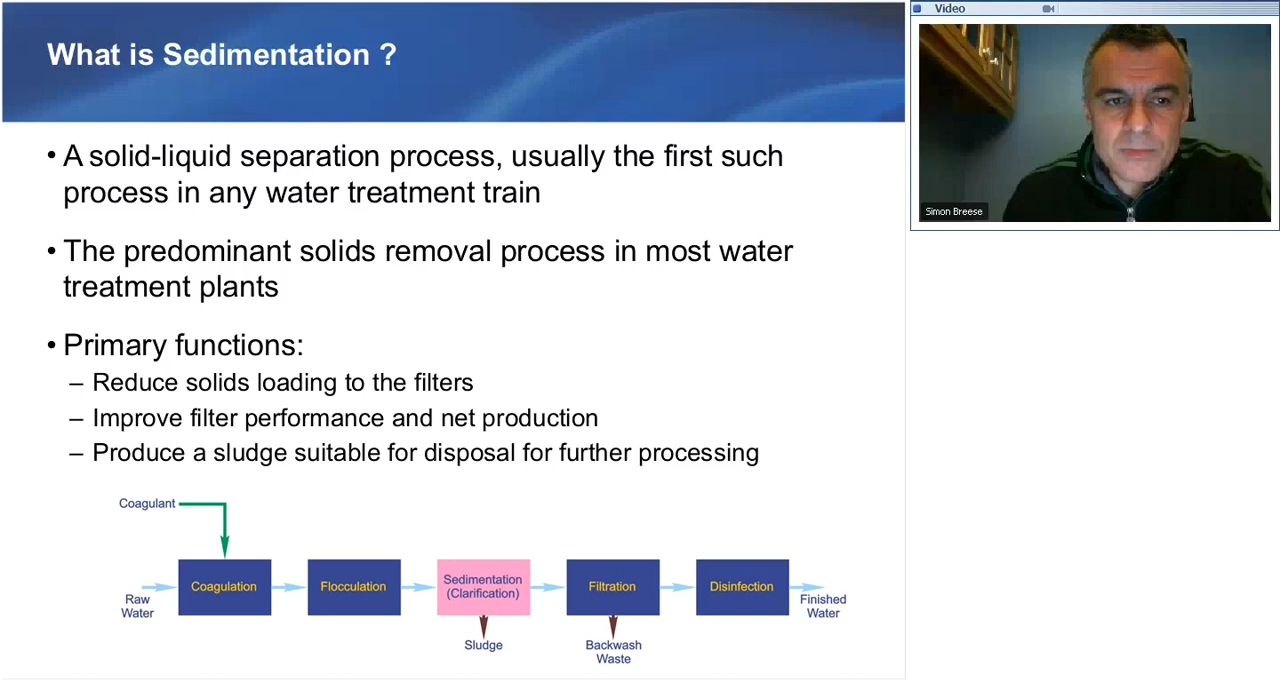 What is Sedimentation ?
• A solid-liquid separation process, usually the first such
process in any water treatment train
• The predominant solids removal process in most water
treatment plants
• Primary functions:
– Reduce solids loading to the filters
– Improve filter performance and net production
– Produce a sludge suitable for disposal for further processing
Coagulant
Raw
Water
Coagulation
Flocculation
Sedimentation
(Clarification)
Filtration
Disinfection
Finished
Water
Sludge
Backwash
Waste
Video
Simon Breese